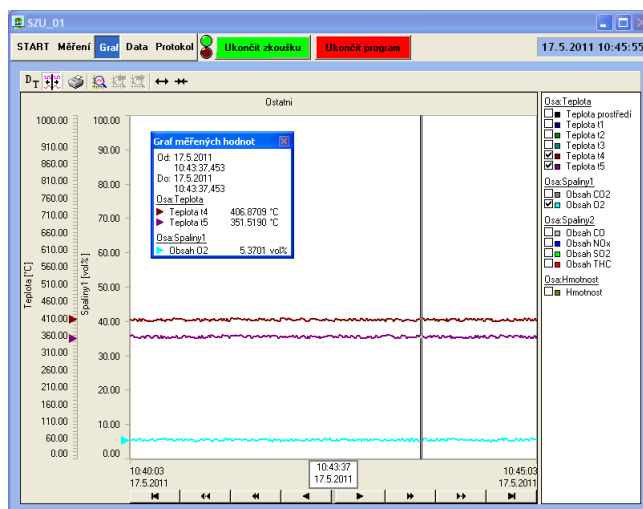 SZU_01
START Měření Graf Data Protokol Ukončit zkoušku Ukončit program 17.5.2011 10:45:55
DT
Ostatni
1000.00
910.00
860.00
810.00
760.00
710.00
660.00
610.00
560.00
510.00
460.00
410.00
360.00
310.00
260.00
210.00
160.00
110.00
60.00
0.00
Teplota [°C]
100.00
90.00
80.00
70.00
60.00
50.00
40.00
30.00
20.00
10.00
0.00
Spaliny1 [vol%]
Graf měřených hodnot
Od: 17.5.2011
10:43:37,453
Do: 17.5.2011
10:43:37,453
Osa:Teplota
Teplota t4 406.8709 °C
Teplota t5 351.5190 °C
Osa:Spaliny1
Obsah O2 5.3701 vol%
10:40:03
17.5.2011
10:43:37
17.5.2011
10:45:03
17.5.2011
Osa:Teplota
Teplota prostředí
Teplota t1
Teplota t2
Teplota t3
Teplota t4
Teplota t5
Osa:Spaliny1
Obsah CO2
Obsah O2
Osa:Spaliny2
Obsah CO
Obsah NOx
Obsah SO2
Obsah THC
Osa:Hmotnost
Hmotnost